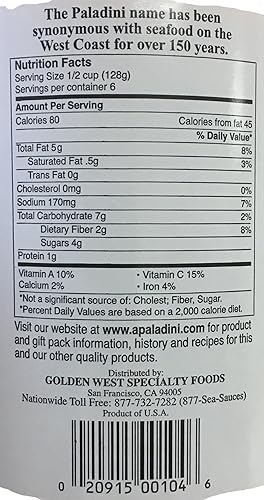 The Paladini name has been
synonymous with seafood on the
West Coast for over 150 years.
Nutrition Facts
Serving Size 1/2 cup (128g)
Servings per container 6
Amount Per Serving
Calories 80 Calories from fat 45
% Daily Value*
Total Fat 5g 8%
Saturated Fat .5g 3%
Trans Fat 0g
Cholesterol 0mg 0%
Sodium 170mg 7%
Total Carbohydrate 7g 2%
Dietary Fiber 2g 8%
Sugars 4g
Protein 1g
Vitamin A 10% • Vitamin C 15%
Calcium 2% • Iron 4%
*Not a significant source of: Cholest; Fiber, Sugar.
*Percent Daily Values are based on a 2,000 calorie diet.
Visit our website at www.apaladini.com for product
and gift pack information, history and recipes for this
and our other quality products.
Distributed by:
GOLDEN WEST SPECIALTY FOODS
San Francisco, CA 94005
Nationwide Toll Free: 877-732-7282 (877-Sea-Sauces)
Product of U.S.A.
0 20915 00104 6